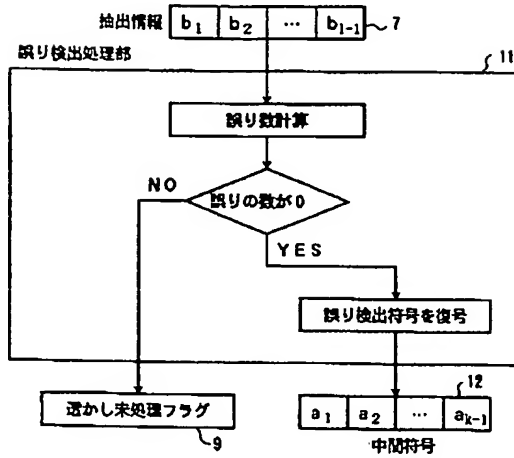 抽出情報 b1 b2 … bl-1 7
誤り検出処理部 11
誤り数計算
NO
誤りの数が0
YES
誤り検出符号を復号
透かし未処理フラグ
9
12
a1 a2 … ak-1
中間符号